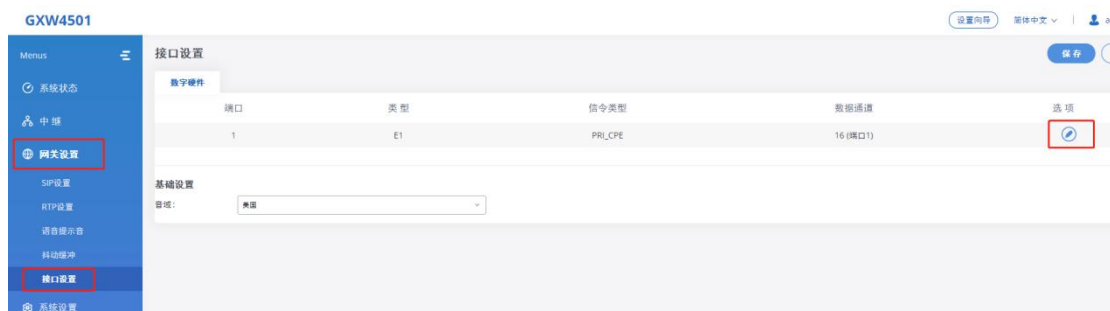 GXW4501
设置向导 简体中文
Menus
接口设置
保存
系统状态
数字硬件
端口 类型 信令类型 数据通道 选项
中继
1 E1 PRI_CPE 16 (端口1)
网关设置
SIP设置
基础设置
RTP设置
音域: 美国
语音提示音
抖动缓冲
接口设置
系统设置